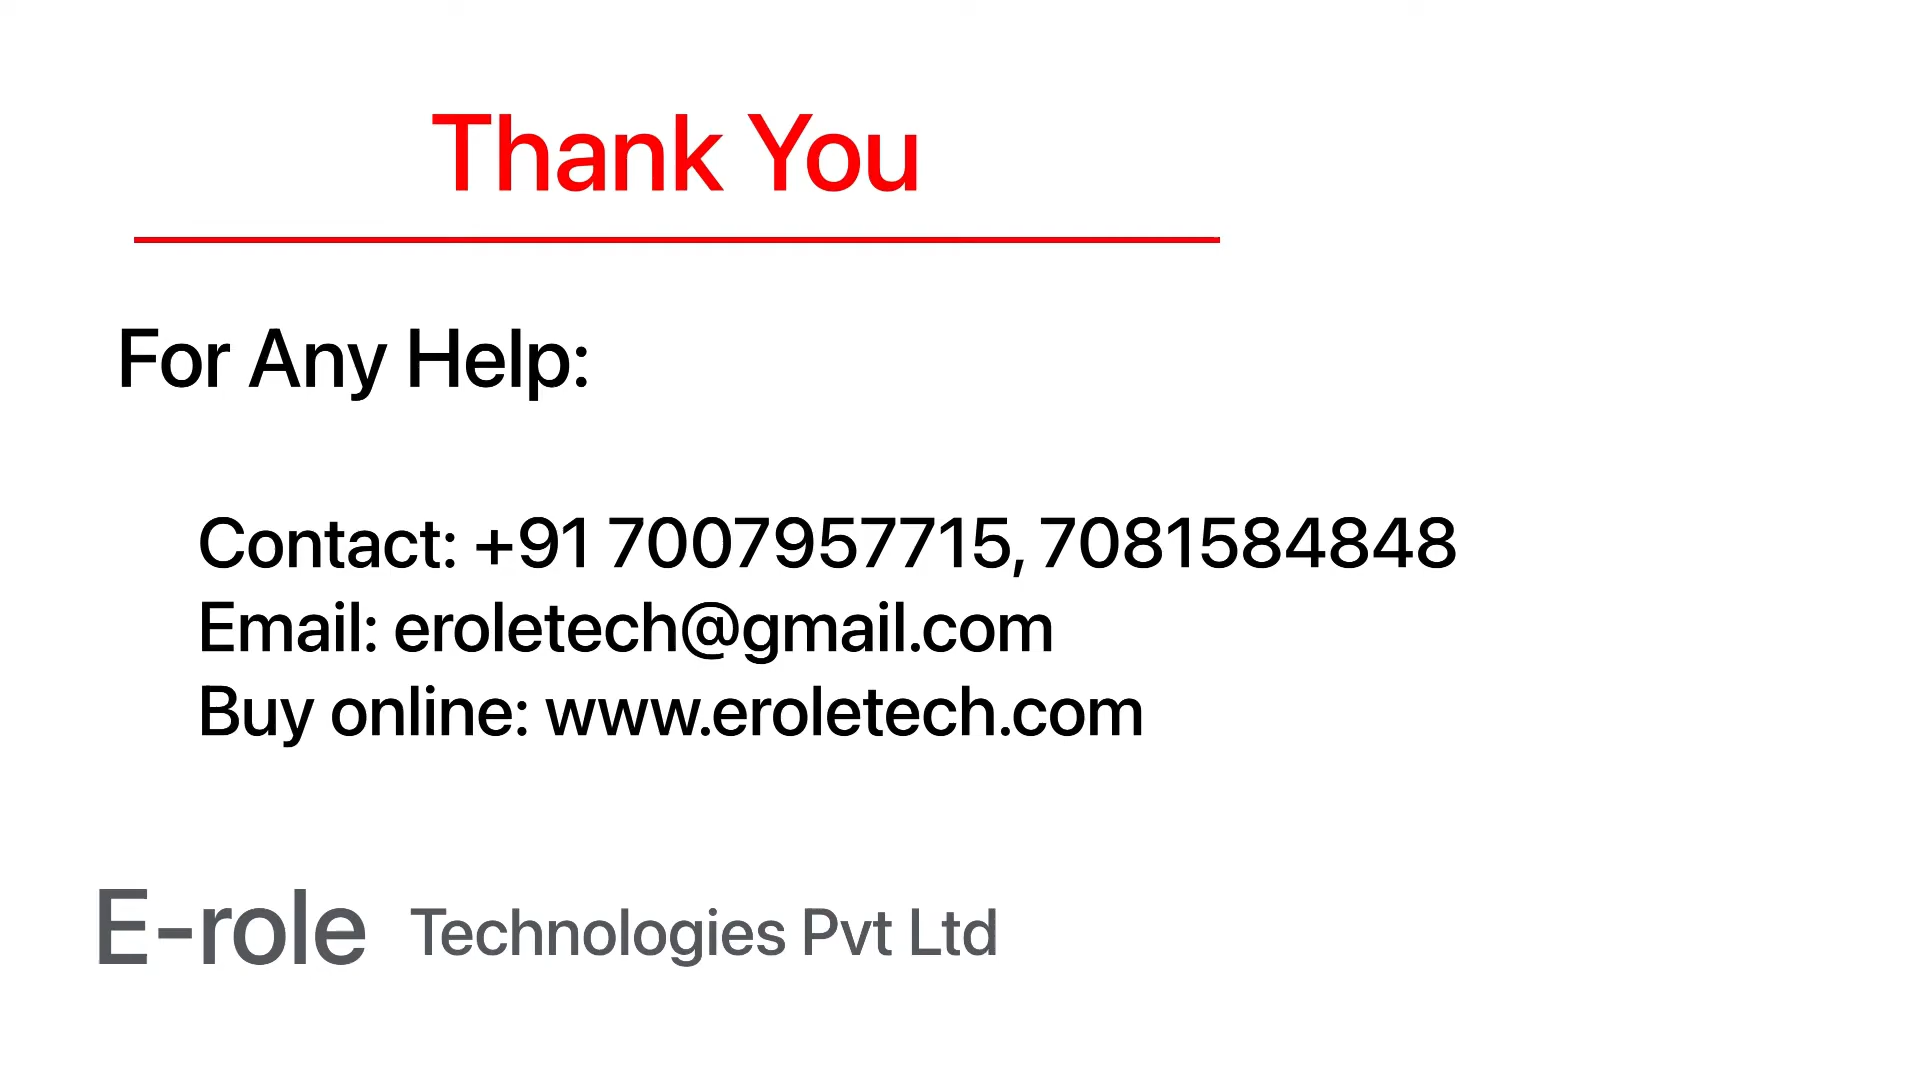 Thank You
For Any Help:
Contact: +91 7007957715, 7081584848
Email: eroletech@gmail.com
Buy online: www.eroletech.com
E-role Technologies Pvt Ltd